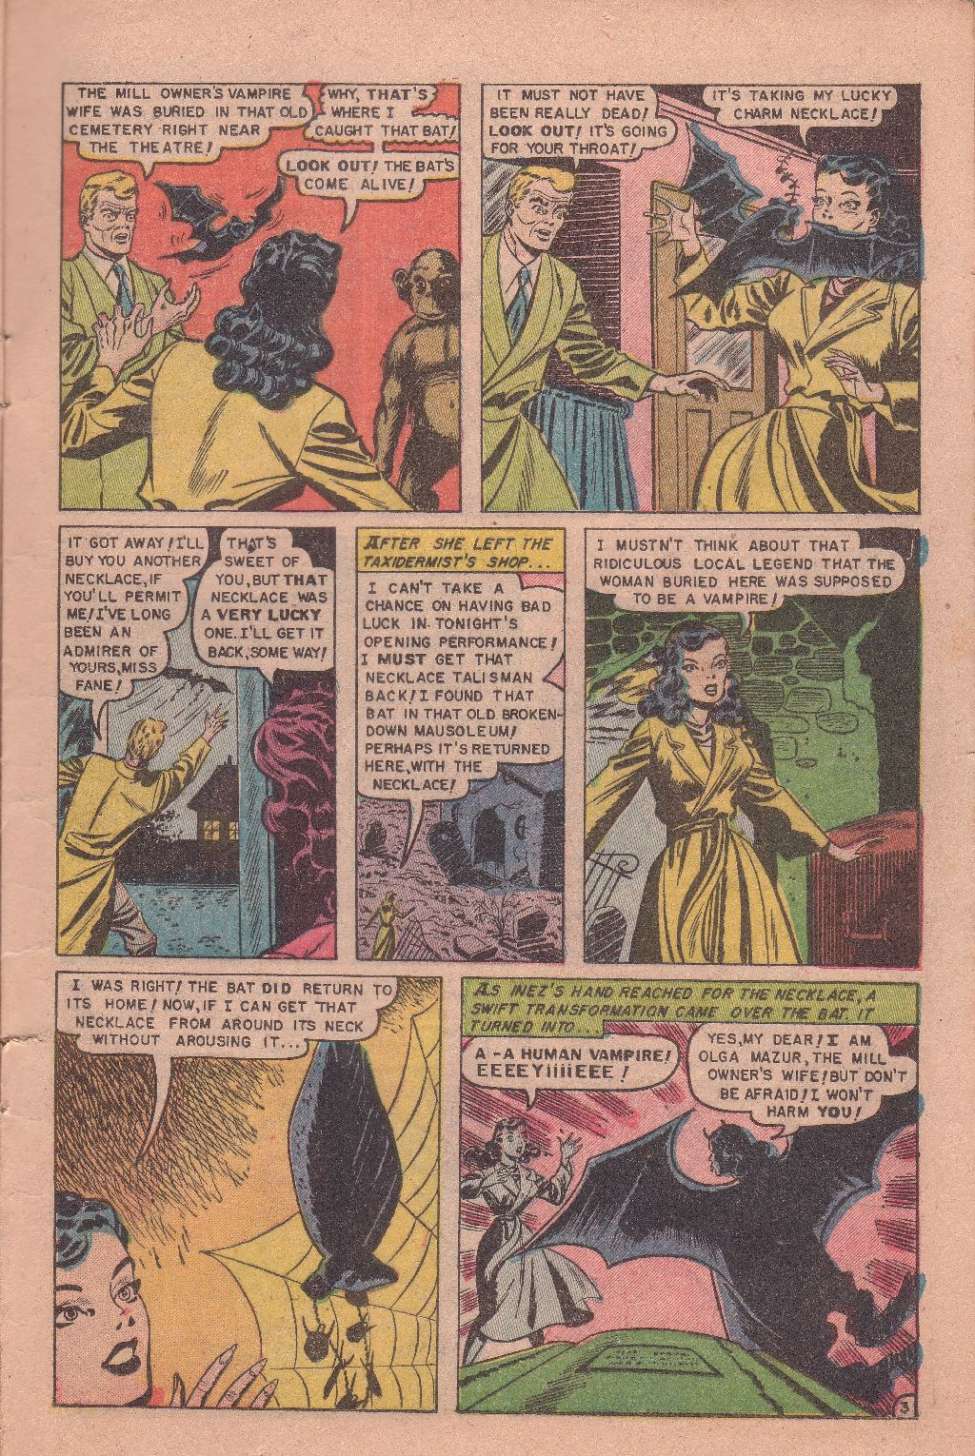 THE MILL OWNER'S VAMPIRE
WIFE WAS BURIED IN THAT OLD
CEMETERY RIGHT NEAR
THE THEATRE!
WHY, THAT'S
WHERE I
CAUGHT THAT BAT!
LOOK OUT! THE BAT'S
COME ALIVE!
IT MUST NOT HAVE
BEEN REALLY DEAD!
LOOK OUT! IT'S GOING
FOR YOUR THROAT!
IT'S TAKING MY LUCKY
CHARM NECKLACE!
IT GOT AWAY! I'LL
BUY YOU ANOTHER
NECKLACE, IF
YOU'LL PERMIT
ME! I'VE LONG
BEEN AN
ADMIRER OF
YOURS, MISS
FANE!
THAT'S
SWEET OF
YOU, BUT THAT
NECKLACE WAS
A VERY LUCKY
ONE. I'LL GET IT
BACK, SOME WAY!
AFTER SHE LEFT THE
TAXIDERMIST'S SHOP...
I CAN'T TAKE A
CHANCE ON HAVING BAD
LUCK IN TONIGHT'S
OPENING PERFORMANCE!
I MUST GET THAT
NECKLACE TALISMAN
BACK! I FOUND THAT
BAT IN THAT OLD BROKEN-
DOWN MAUSOLEUM!
PERHAPS IT'S RETURNED
HERE, WITH THE
NECKLACE!
I MUSTN'T THINK ABOUT THAT
RIDICULOUS LOCAL LEGEND THAT THE
WOMAN BURIED HERE WAS SUPPOSED
TO BE A VAMPIRE!
I WAS RIGHT! THE BAT DID RETURN TO
ITS HOME! NOW, IF I CAN GET THAT
NECKLACE FROM AROUND ITS NECK
WITHOUT AROUSING IT...
AS INEZ'S HAND REACHED FOR THE NECKLACE, A
SWIFT TRANSFORMATION CAME OVER THE BAT. IT
TURNED INTO...
A-A HUMAN VAMPIRE!
EEEEYIIIIEEE!
YES, MY DEAR! I AM
OLGA MAZUR, THE MILL
OWNER'S WIFE! BUT DON'T
BE AFRAID! I WON'T
HARM YOU!
3